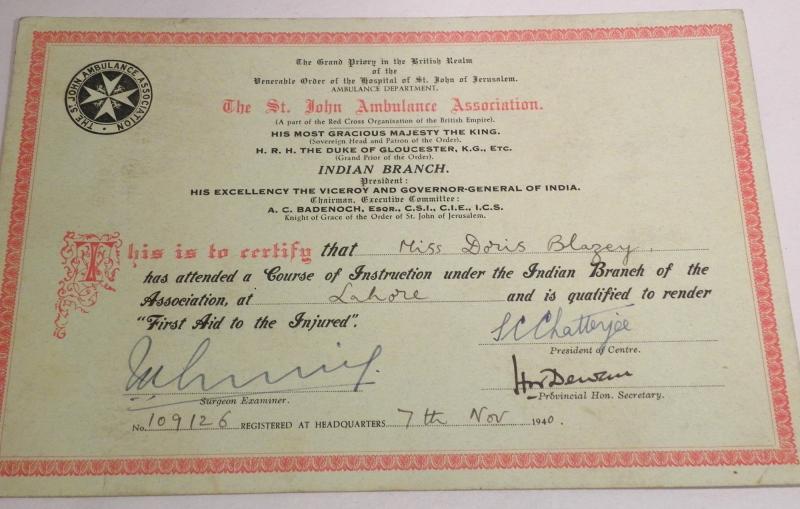 The Grand Priory in the British Realm
of the
Venerable Order of the Hospital of St. John of Jerusalem.
AMBULANCE DEPARTMENT.
The St. John Ambulance Association.
(A part of the Red Cross Organisation of the British Empire).
HIS MOST GRACIOUS MAJESTY THE KING.
(Sovereign Head and Patron of the Order).
H. R. H. THE DUKE OF GLOUCESTER, K.G., ETC.
(Grand Prior of the Order).
INDIAN BRANCH.
President:
HIS EXCELLENCY THE VICEROY AND GOVERNOR-GENERAL OF INDIA.
Chairman, Executive Committee:
A. C. BADENOCH, ESQR., C.S.I., C.I.E., I.C.S.
Knight of Grace of the Order of St. John of Jerusalem.
THE ST JOHN AMBULANCE ASSOCIATION
This is to certify that Miss Doris Blazey,
has attended a Course of Instruction under the Indian Branch of the
Association, at Lahore and is qualified to render
"First Aid to the Injured".
S C Chatterjee
President of Centre.
Surgeon Examiner.
Provincial Hon. Secretary.
No. 109126 REGISTERED AT HEADQUARTERS 7th Nov 1940.